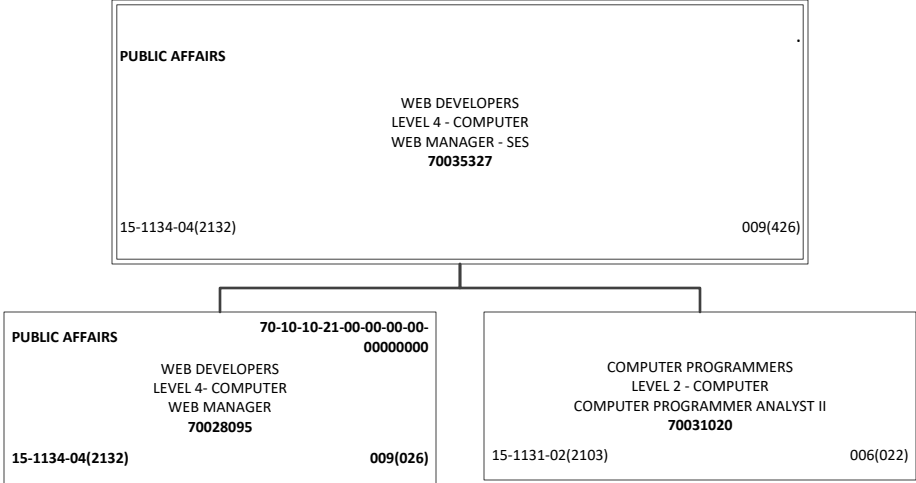 .
PUBLIC AFFAIRS
WEB DEVELOPERS
LEVEL 4 - COMPUTER
WEB MANAGER - SES
70035327
15-1134-04(2132) 009(426)
PUBLIC AFFAIRS 70-10-10-21-00-00-00-00-
00000000
WEB DEVELOPERS
LEVEL 4- COMPUTER
WEB MANAGER
70028095
15-1134-04(2132) 009(026)
COMPUTER PROGRAMMERS
LEVEL 2 - COMPUTER
COMPUTER PROGRAMMER ANALYST II
70031020
15-1131-02(2103) 006(022)